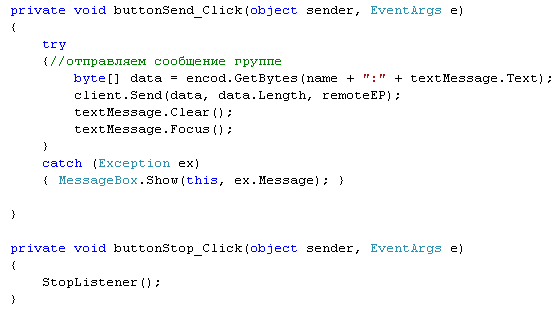 private void buttonSend_Click(object sender, EventArgs e)
{
    try
    {//отправляем сообщение группе
        byte[] data = encod.GetBytes(name + ":" + textMessage.Text);
        client.Send(data, data.Length, remoteEP);
        textMessage.Clear();
        textMessage.Focus();
    }
    catch (Exception ex)
    { MessageBox.Show(this, ex.Message); }
}
private void buttonStop_Click(object sender, EventArgs e)
{
    StopListener();
}